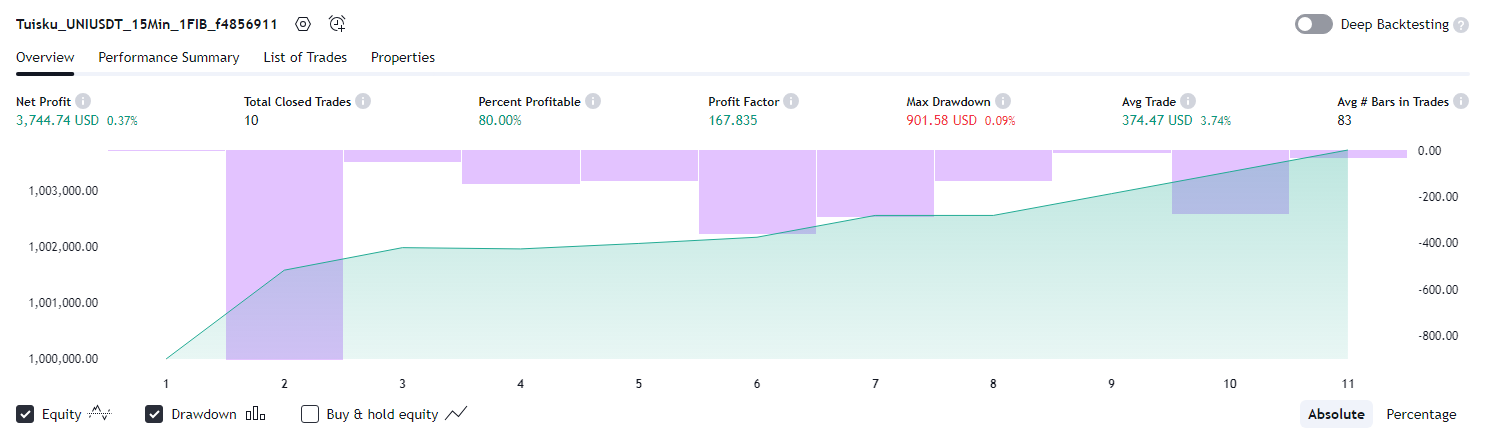 Tuisku_UNIUSDT_15Min_1FIB_f4856911 Deep Backtesting ?
Overview Performance Summary List of Trades Properties
Net Profit Total Closed Trades Percent Profitable Profit Factor Max Drawdown Avg Trade Avg # Bars in Trades
3,744.74 USD 0.37% 10 80.00% 167.835 901.58 USD 0.09% 374.47 USD 3.74% 83
0.00
1,003,000.00 -200.00
1,002,000.00 -400.00
1,001,000.00 -600.00
1,000,000.00 -800.00
1 2 3 4 5 6 7 8 9 10 11
Equity Drawdown Buy & hold equity Absolute Percentage